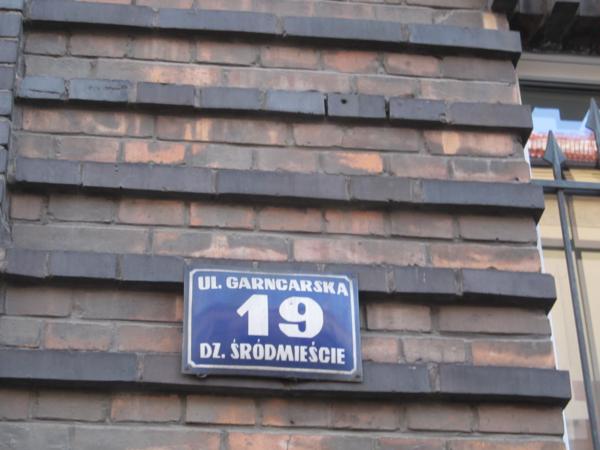 UL. GARNCARSKA
19
DZ. ŚRÓDMIEŚCIE